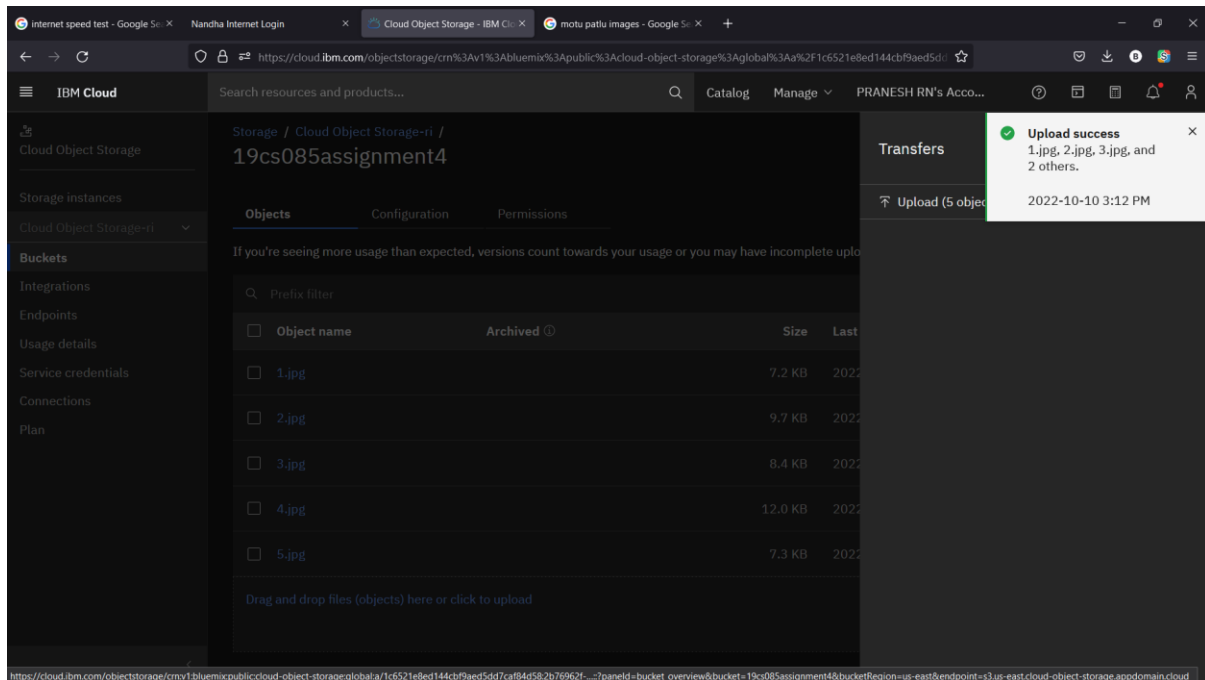 internet speed test - Google Se
Nandha Internet Login
Cloud Object Storage - IBM Clo
motu patlu images - Google Se
https://cloud.ibm.com/objectstorage/crn%3Av1%3Abluemix%3Apublic%3Acloud-object-storage%3Aglobal%3Aa%2F1c6521e8ed144cbf9aed5dd
IBM Cloud
Search resources and products...
Catalog
Manage
PRANESH RN's Acco...
Cloud Object Storage
Storage instances
Cloud Object Storage-ri
Buckets
Integrations
Endpoints
Usage details
Service credentials
Connections
Plan
Storage / Cloud Object Storage-ri /
19cs085assignment4
Objects Configuration Permissions
If you're seeing more usage than expected, versions count towards your usage or you may have incomplete uplo
Prefix filter
Object name Archived Size Last
1.jpg 7.2 KB 2022
2.jpg 9.7 KB 2022
3.jpg 8.4 KB 2022
4.jpg 12.0 KB 2022
5.jpg 7.3 KB 2022
Drag and drop files (objects) here or click to upload
Transfers
Upload (5 objec
Upload success
1.jpg, 2.jpg, 3.jpg, and
2 others.
2022-10-10 3:12 PM
https://cloud.ibm.com/objectstorage/crn:v1:bluemix:public:cloud-object-storage:global:a/1c6521e8ed144cbf9aed5dd7caf84d58:2b76962f-...::?paneId=bucket_overview&bucket=19cs085assignment4&bucketRegion=us-east&endpoint=s3.us-east.cloud-object-storage.appdomain.cloud